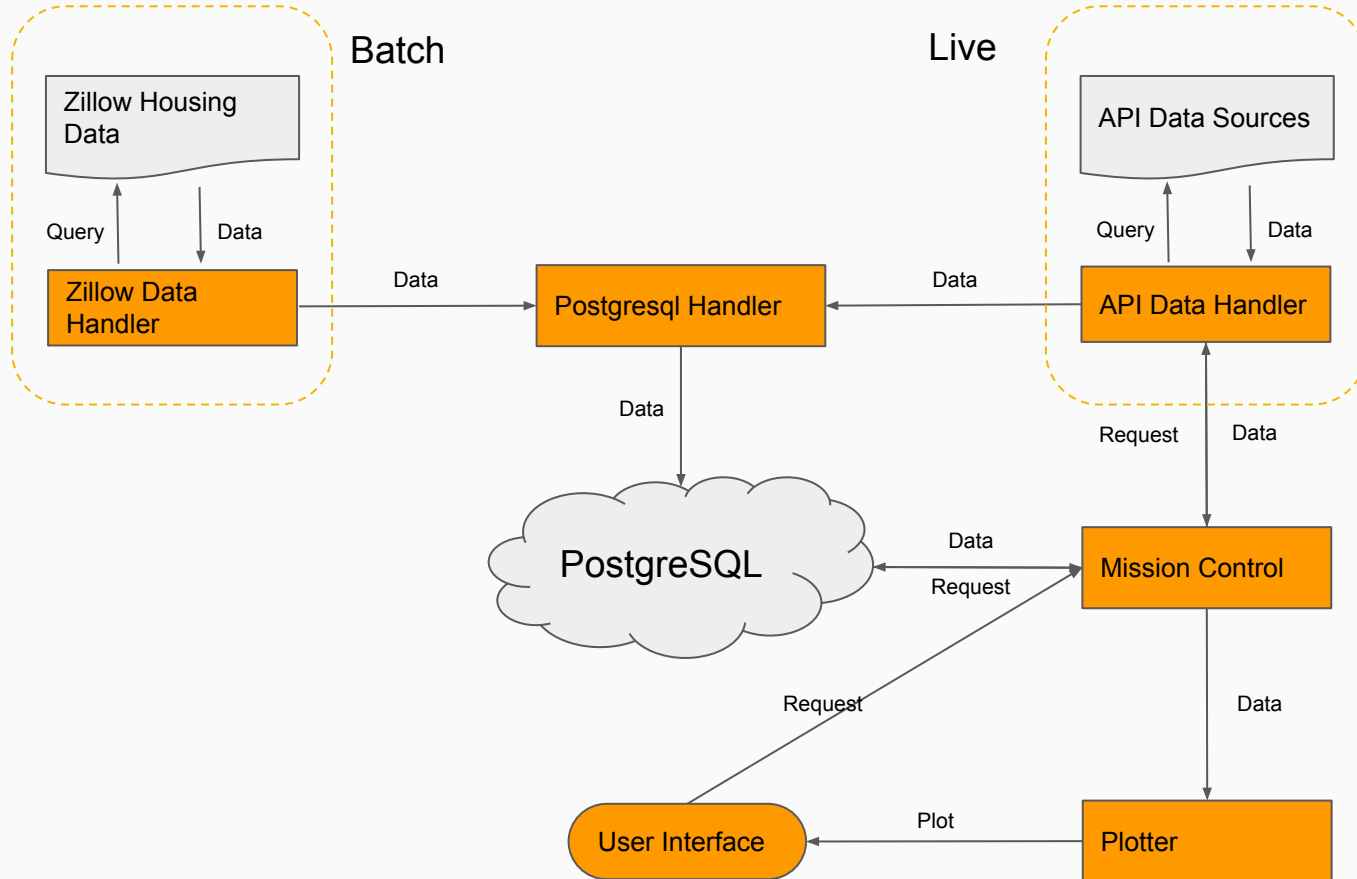 Batch
Live
Zillow Housing
Data
API Data Sources
Query
Data
Query
Data
Zillow Data
Handler
Data
Postgresql Handler
Data
API Data Handler
Data
Request
Data
PostgreSQL
Data
Request
Mission Control
Request
Data
User Interface
Plot
Plotter